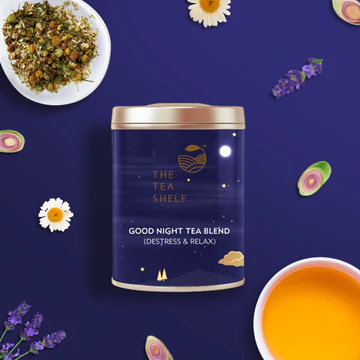 THE
TEA
SHELF
GOOD NIGHT TEA BLEND
(DESTRESS & RELAX)